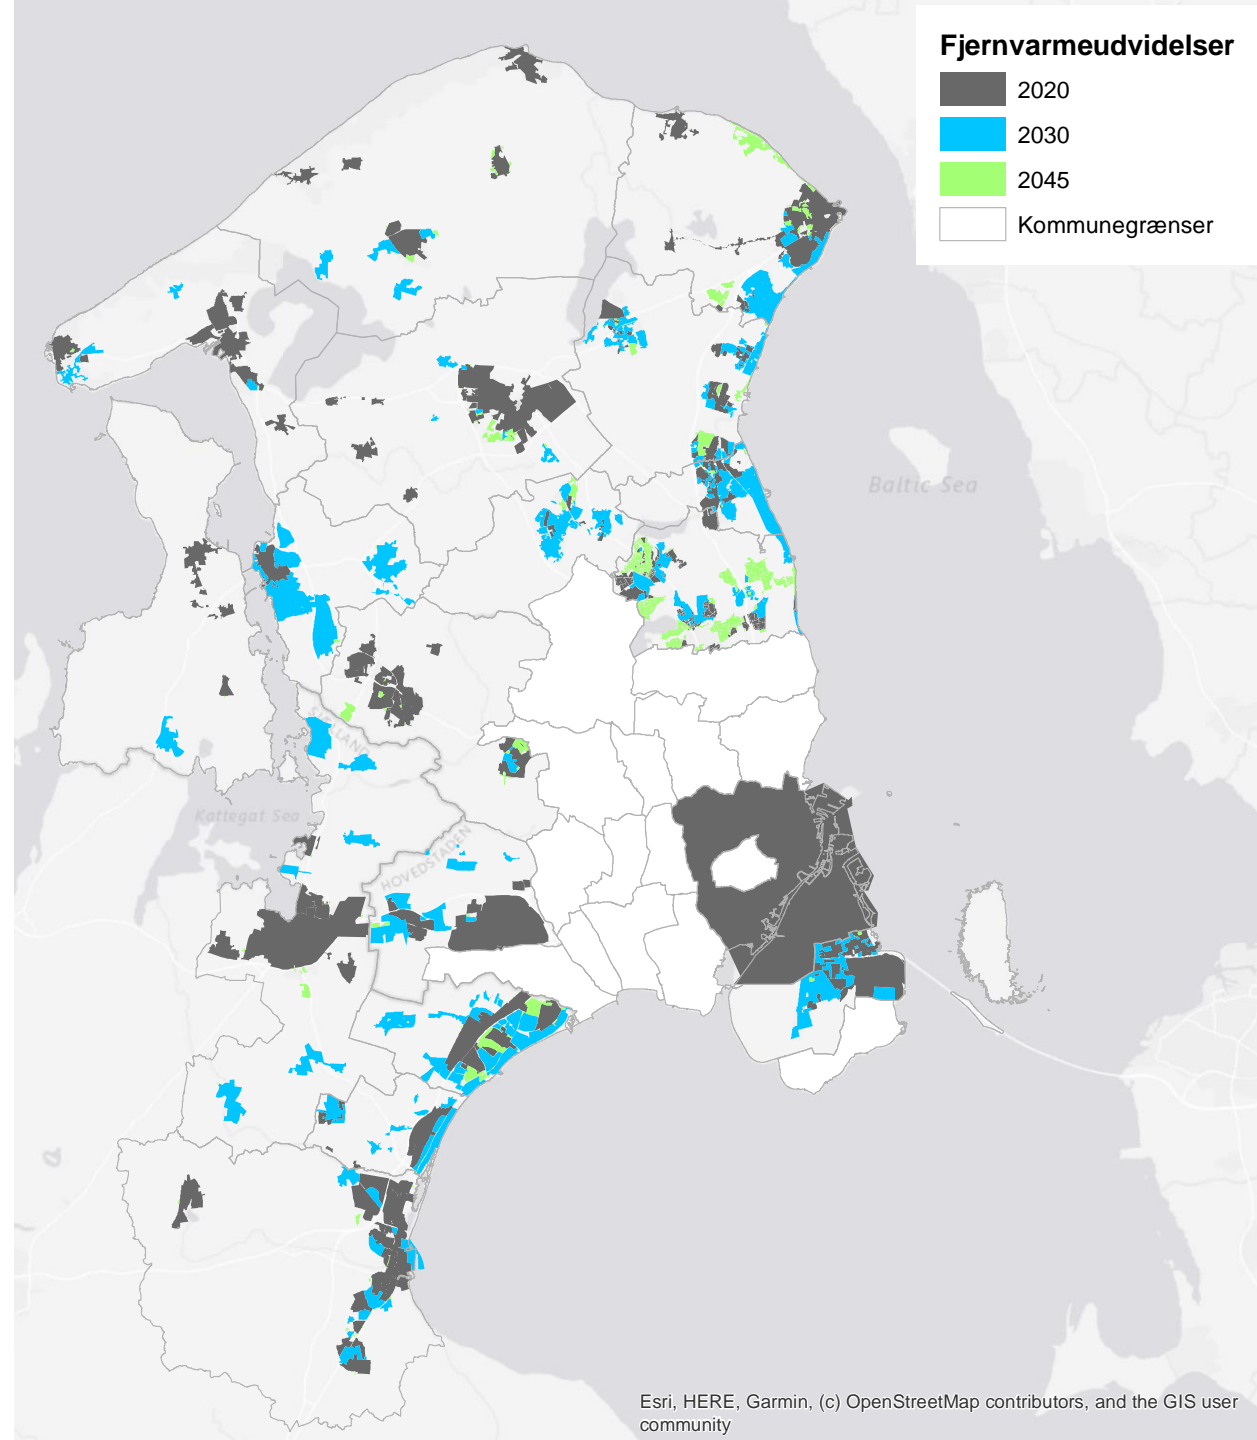 Fjernvarmeudvidelser
2020
2030
2045
Kommunegrænser
Baltic Sea
SJÆLLAND
Kattegat Sea
HOVEDSTADEN
a
Esri, HERE, Garmin, (c) OpenStreetMap contributors, and the GIS user
community